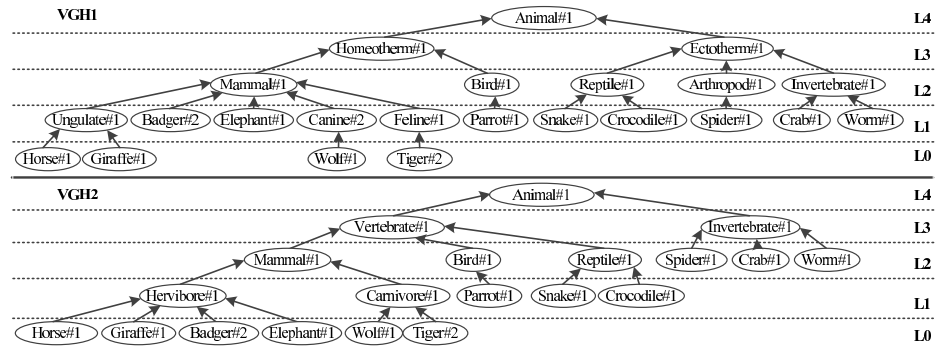 VGH1 Animal#1 L4
Homeotherm#1 Ectotherm#1 L3
Mammal#1 Bird#1 Reptile#1 Arthropod#1 Invertebrate#1 L2
Ungulate#1 Badger#2 Elephant#1 Canine#2 Feline#1 Parrot#1 Snake#1 Crocodile#1 Spider#1 Crab#1 Worm#1 L1
Horse#1 Giraffe#1 Wolf#1 Tiger#2 L0
VGH2 Animal#1 L4
Vertebrate#1 Invertebrate#1 L3
Mammal#1 Bird#1 Reptile#1 Spider#1 Crab#1 Worm#1 L2
Hervibore#1 Carnivore#1 Parrot#1 Snake#1 Crocodile#1 L1
Horse#1 Giraffe#1 Badger#2 Elephant#1 Wolf#1 Tiger#2 L0